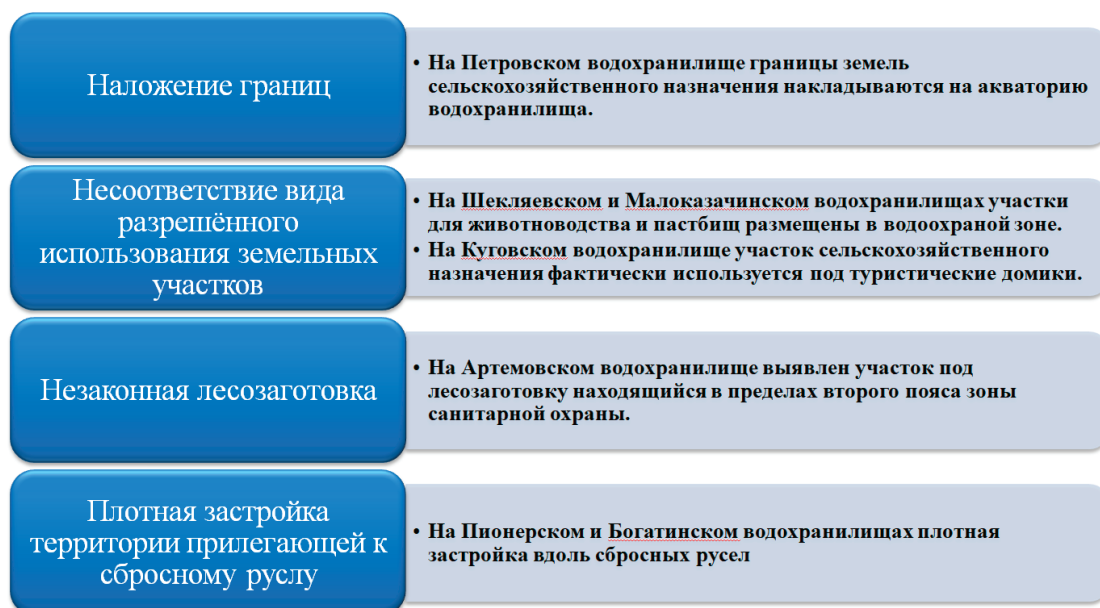 Наложение границ
• На Петровском водохранилище границы земель
сельскохозяйственного назначения накладываются на акваторию
водохранилища.
Несоответствие вида
разрешённого
использования земельных
участков
• На Шекляевском и Малоказачинском водохранилищах участки
для животноводства и пастбищ размещены в водоохраной зоне.
• На Куговском водохранилище участок сельскохозяйственного
назначения фактически используется под туристические домики.
Незаконная лесозаготовка
• На Артемовском водохранилище выявлен участок под
лесозаготовку находящийся в пределах второго пояса зоны
санитарной охраны.
Плотная застройка
территории прилегающей к
сбросному руслу
• На Пионерском и Богатинском водохранилищах плотная
застройка вдоль сбросных русел